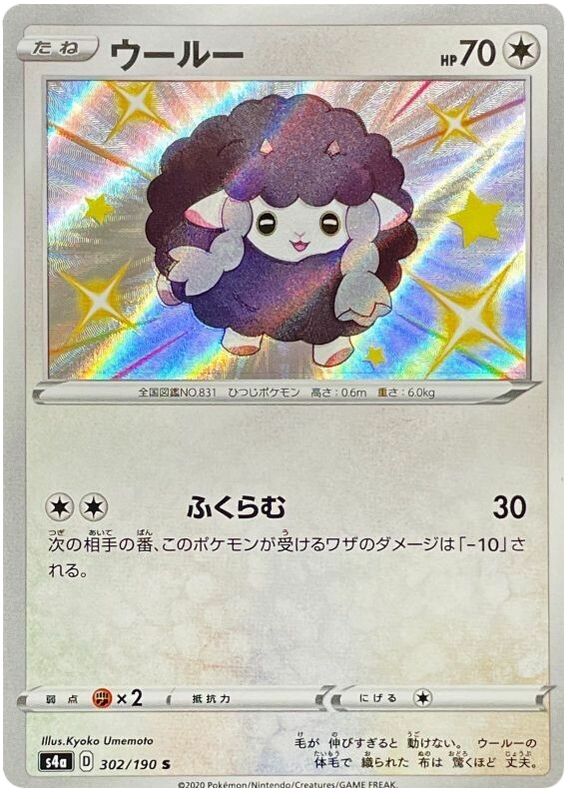 たね ウールー HP 70
全国図鑑NO.831 ひつじポケモン 高さ:0.6m 重さ:6.0kg
ふくらむ 30
次の相手の番、このポケモンが受けるワザのダメージは「-10」さ
れる。
弱点 ×2 抵抗力 にげる
Illus.Kyoko Umemoto
毛が 伸びすぎると 動けない。 ウールーの
体毛で 織られた 布は 驚くほど 丈夫。
s4a D 302/190 S
©2020 Pokémon/Nintendo/Creatures/GAME FREAK.